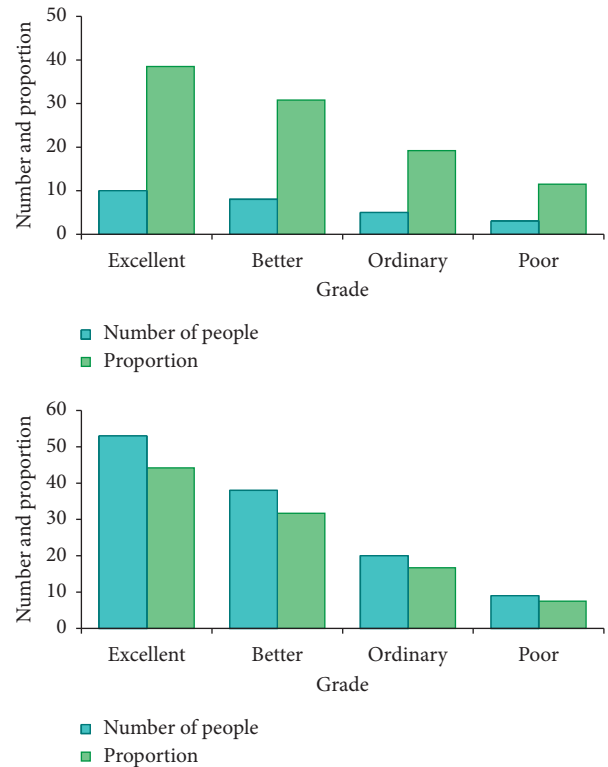 50
40
30
20
10
0
Number and proportion
Excellent Better Ordinary Poor
Grade
Number of people
Proportion
60
50
40
30
20
10
0
Number and proportion
Excellent Better Ordinary Poor
Grade
Number of people
Proportion